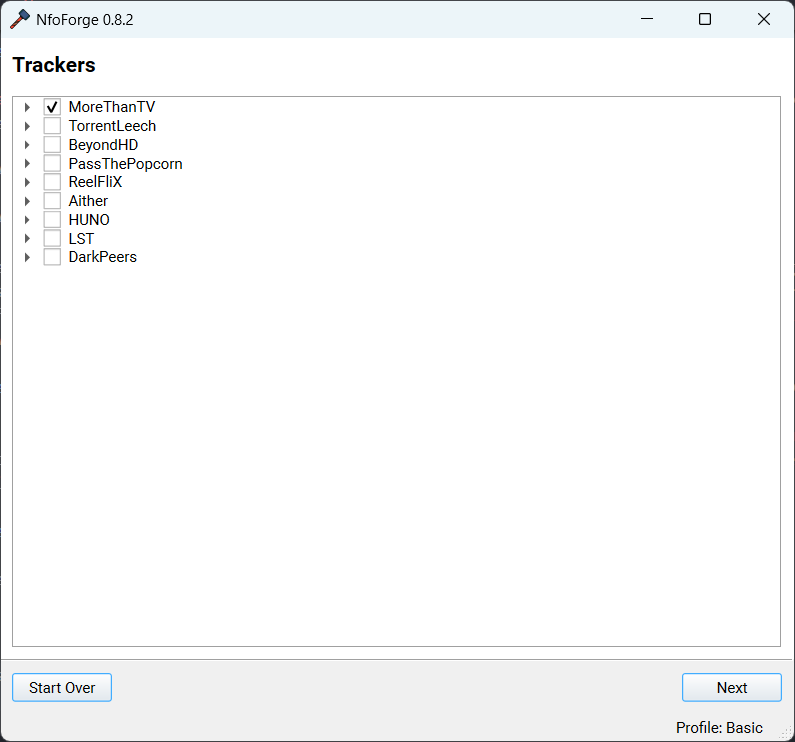 NfoForge 0.8.2
Trackers
MoreThanTV
TorrentLeech
BeyondHD
PassThePopcorn
ReelFliX
Aither
HUNO
LST
DarkPeers
Start Over
Next
Profile: Basic